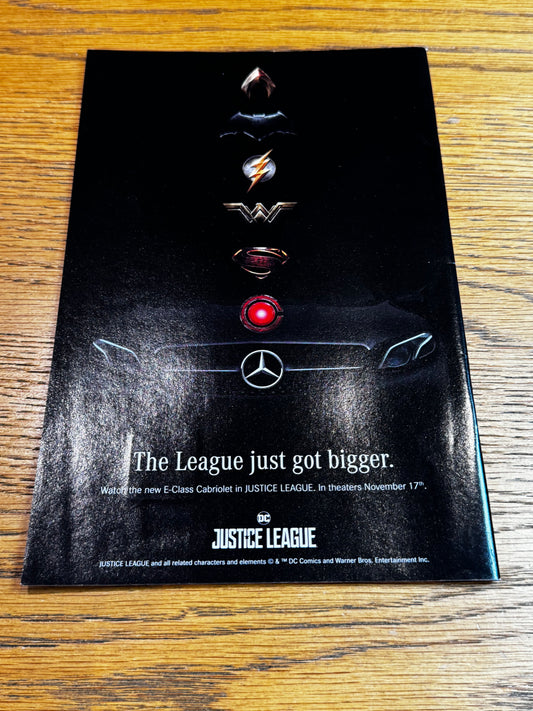 The League just got bigger.
Watch the new E-Class Cabriolet in JUSTICE LEAGUE. In theaters November 17th.
DC
JUSTICE LEAGUE
JUSTICE LEAGUE and all related characters and elements © & ™ DC Comics and Warner Bros. Entertainment Inc.